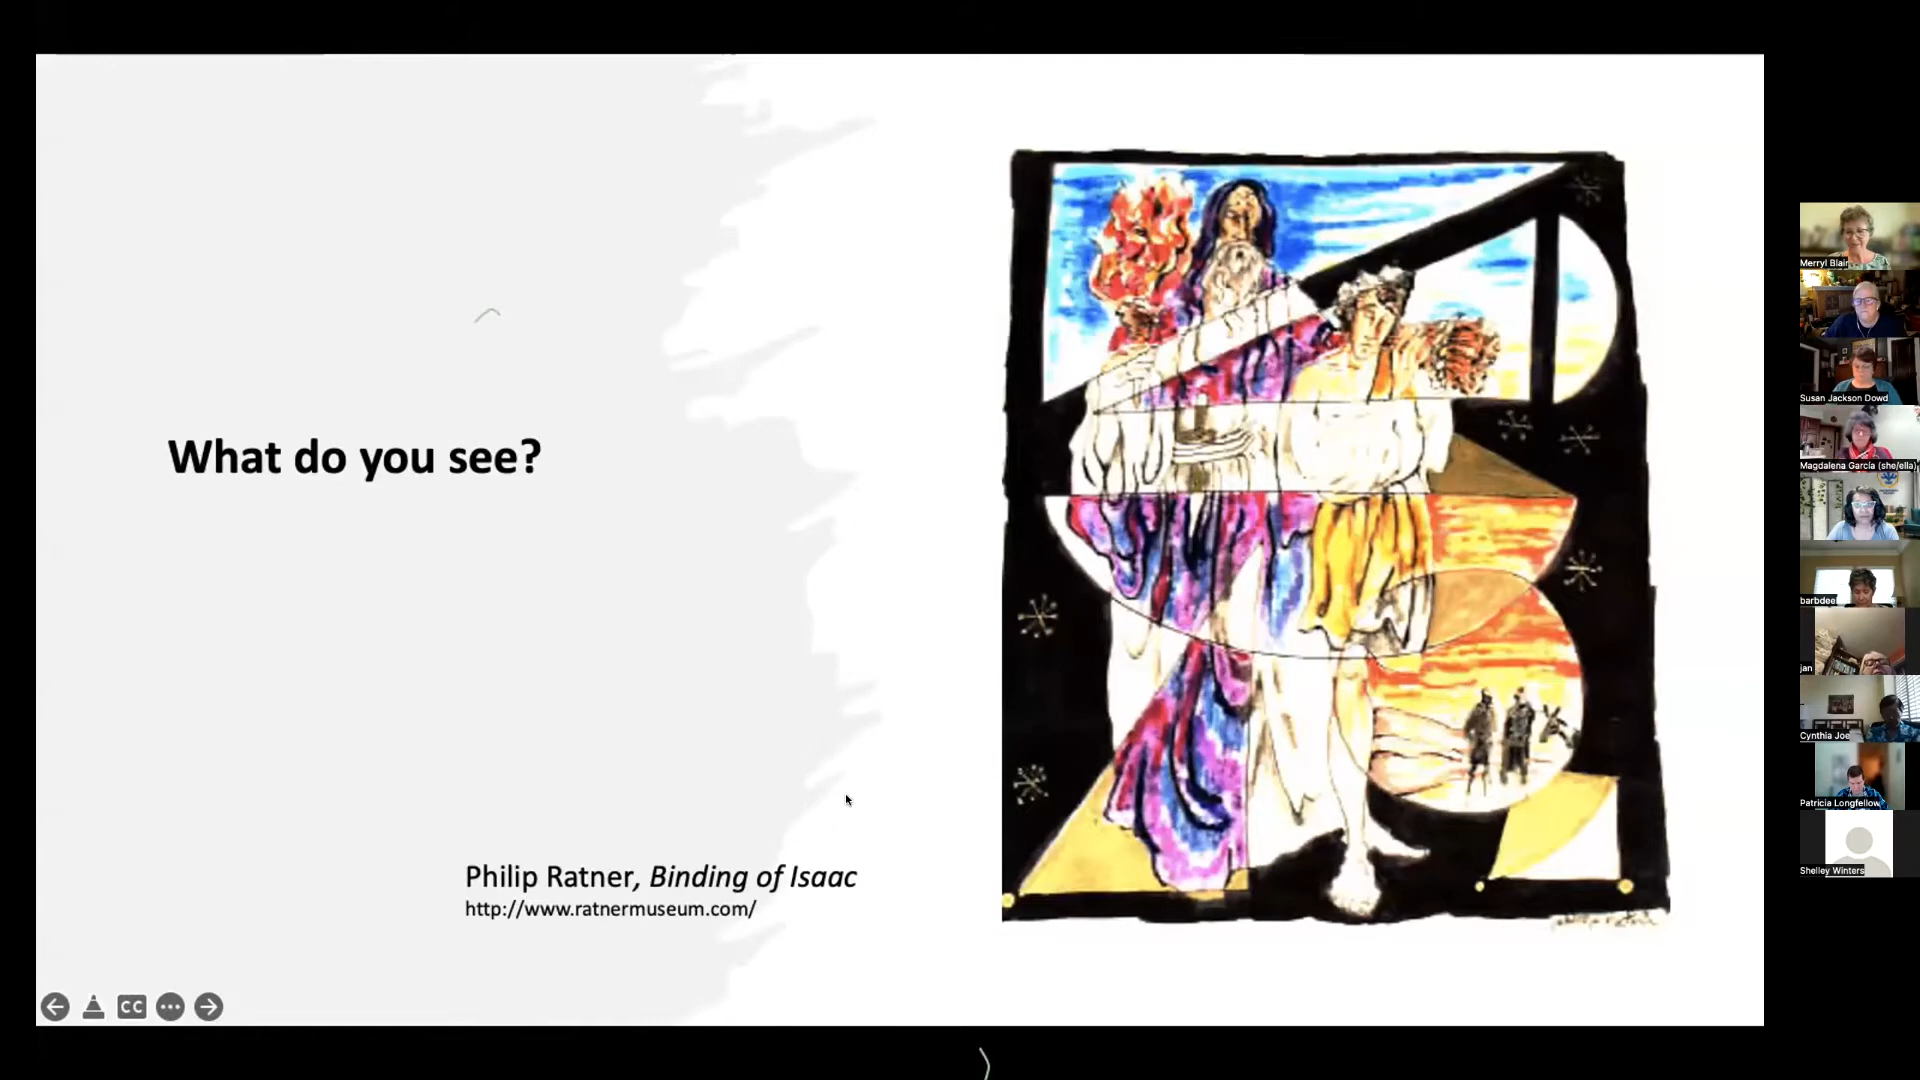 What do you see?
Philip Ratner, Binding of Isaac
http://www.ratnermuseum.com/
CC
Merryl Blair
Susan Jackson Dowd
Magdalena García (she/ella)
barbdee
jan
Cynthia Joe
Patricia Longfellow
Shelley Winters